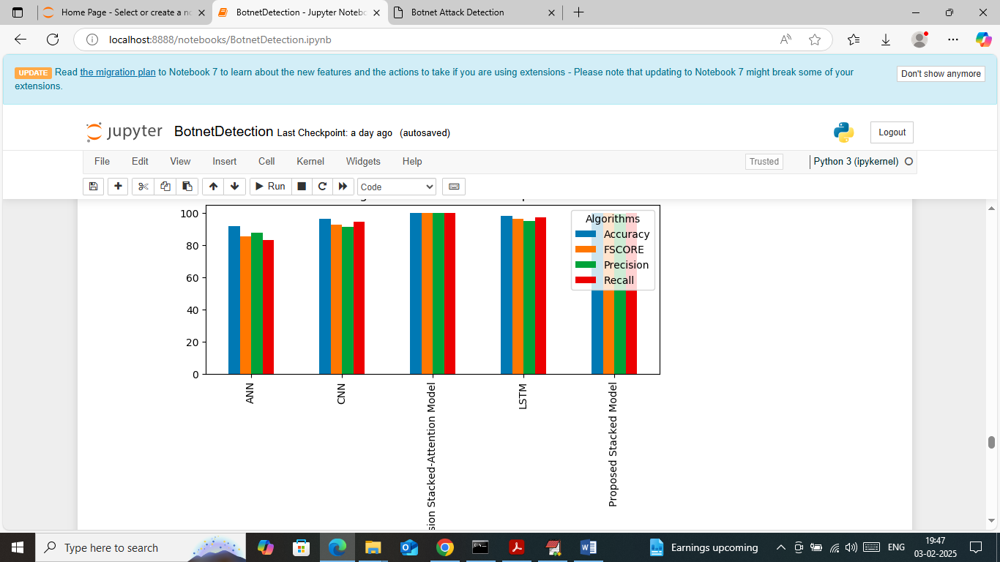 Home Page - Select or create a n
BotnetDetection - Jupyter Notebo
Botnet Attack Detection
localhost:8888/notebooks/BotnetDetection.ipynb
UPDATE Read the migration plan to Notebook 7 to learn about the new features and the actions to take if you are using extensions - Please note that updating to Notebook 7 might break some of your
extensions.
Don't show anymore
jupyter BotnetDetection Last Checkpoint: a day ago (autosaved)
Logout
File Edit View Insert Cell Kernel Widgets Help
Trusted
Python 3 (ipykernel)
Run
Code
100
80
60
40
20
0
Algorithms
Accuracy
FSCORE
Precision
Recall
ANN
CNN
sion Stacked-Attention Model
LSTM
Proposed Stacked Model
Type here to search
Earnings upcoming
ENG
19:47
03-02-2025